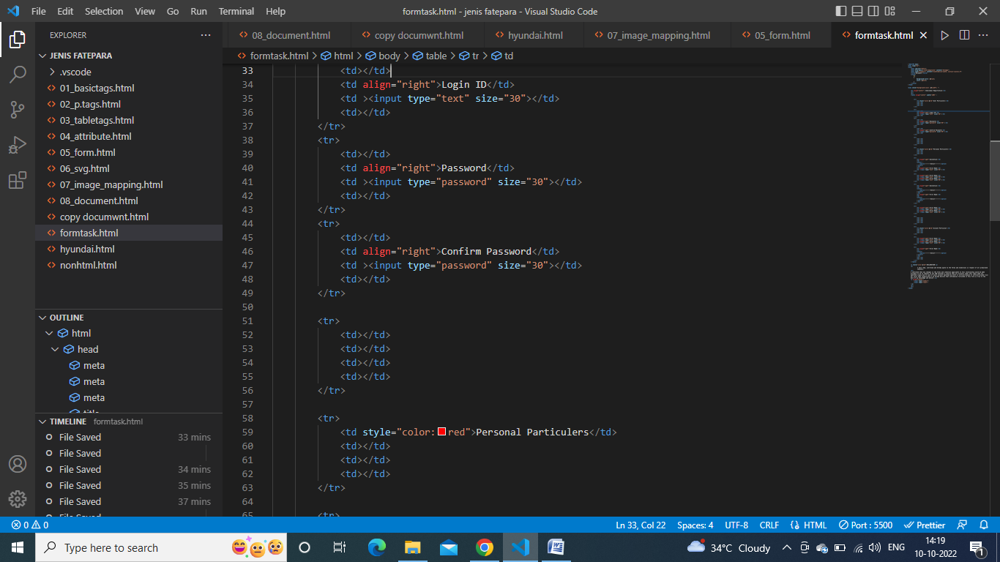 File Edit Selection View Go Run Terminal Help
formtask.html - jenis fatepara - Visual Studio Code
EXPLORER
JENIS FATEPARA
.vscode
01_basictags.html
02_p.tags.html
03_tabletags.html
04_attribute.html
05_form.html
06_svg.html
07_image_mapping.html
08_document.html
copy documwnt.html
formtask.html
hyundai.html
nonhtml.html
OUTLINE
html
head
meta
meta
meta
title
TIMELINE formtask.html
File Saved 33 mins
File Saved
File Saved 34 mins
File Saved 35 mins
File Saved 37 mins
08_document.html copy documwnt.html hyundai.html 07_image_mapping.html 05_form.html formtask.html
formtask.html > html > body > table > tr > td
33 <td></td>
34 <td align="right">Login ID</td>
35 <td ><input type="text" size="30"></td>
36 <td></td>
37 </tr>
38 <tr>
39 <td></td>
40 <td align="right">Password</td>
41 <td ><input type="password" size="30"></td>
42 <td></td>
43 </tr>
44 <tr>
45 <td></td>
46 <td align="right">Confirm Password</td>
47 <td ><input type="password" size="30"></td>
48 <td></td>
49 </tr>
50
51 <tr>
52 <td></td>
53 <td></td>
54 <td></td>
55 <td></td>
56 </tr>
57
58 <tr>
59 <td style="color:red">Personal Particulers</td>
60 <td></td>
61 <td></td>
62 <td></td>
63 </tr>
64
65 <tr>
0 0 Ln 33, Col 22 Spaces: 4 UTF-8 CRLF HTML Port : 5500 Prettier
Type here to search
34°C Cloudy ENG 14:19
10-10-2022
1